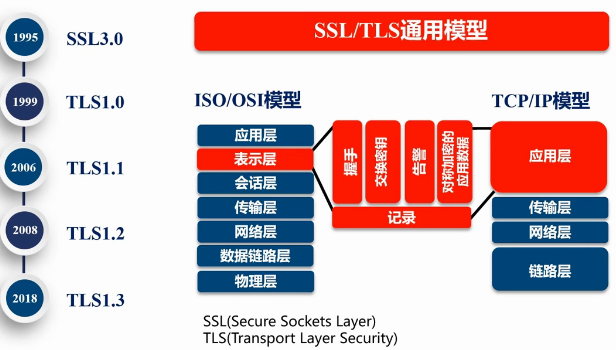 1995
SSL3.0
1999
TLS1.0
2006
TLS1.1
2008
TLS1.2
2018
TLS1.3
SSL/TLS通用模型
ISO/OSI模型
应用层
表示层
会话层
传输层
网络层
数据链路层
物理层
握手
交换密钥
告警
对称加密的
应用数据
记录
TCP/IP模型
应用层
传输层
网络层
链路层
SSL(Secure Sockets Layer)
TLS(Transport Layer Security)